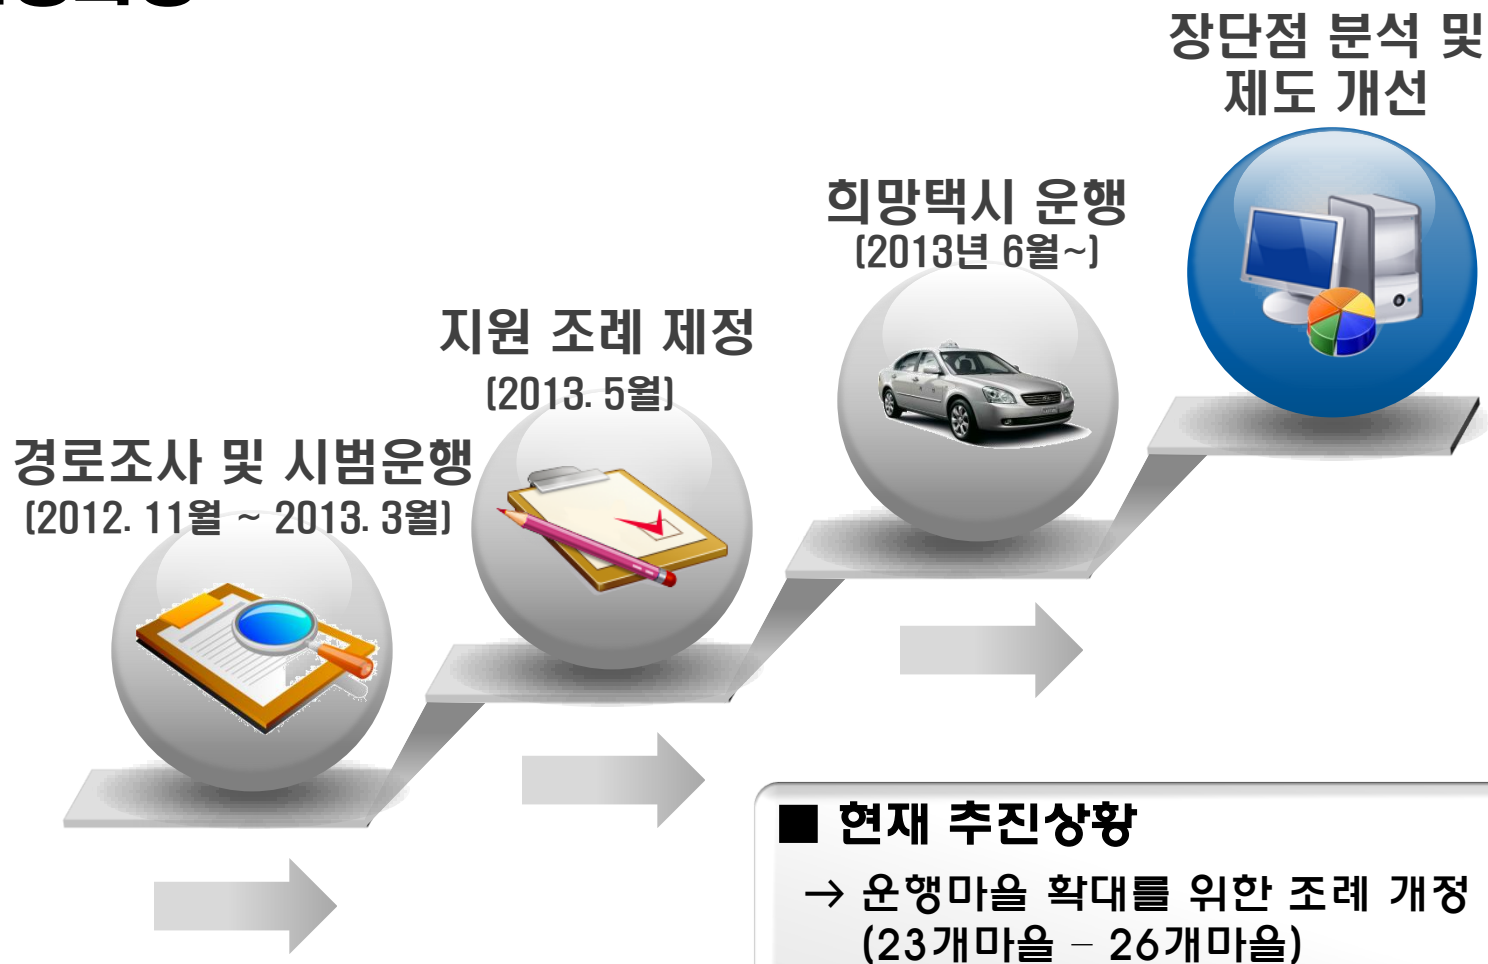 장단점 분석 및
제도 개선
희망택시 운행
(2013년 6월~)
지원 조례 제정
(2013. 5월)
경로조사 및 시범운행
(2012. 11월 ~ 2013. 3월)
■ 현재 추진상황
→ 운행마을 확대를 위한 조례 개정
(23개마을 – 26개마을)